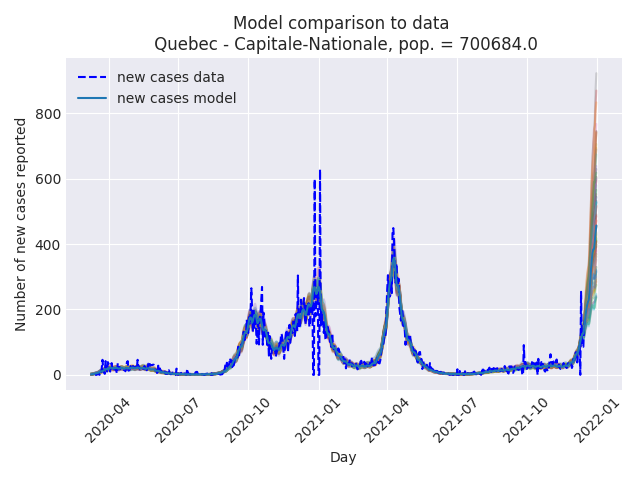 Model comparison to data
Quebec - Capitale-Nationale, pop. = 700684.0
new cases data
new cases model
Number of new cases reported
800
600
400
200
0
2020-04
2020-07
2020-10
2021-01
2021-04
2021-07
2021-10
2022-01
Day